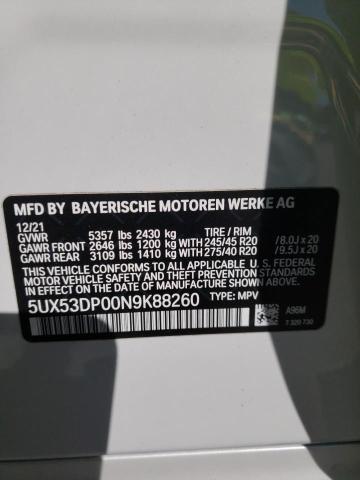 MFD BY BAYERISCHE MOTOREN WERKE AG
12/21
GVWR 5357 lbs 2430 kg TIRE / RIM
GAWR FRONT 2646 lbs 1200 kg WITH 245/45 R20 / 8.0J x 20
GAWR REAR 3109 lbs 1410 kg WITH 275/40 R20 / 9.5J x 20
THIS VEHICLE CONFORMS TO ALL APPLICABLE U. S. FEDERAL
MOTOR VEHICLE SAFETY AND THEFT PREVENTION STANDARDS
IN EFFECT ON THE DATE OF MANUFACTURE SHOWN ABOVE.
5UX53DP00N9K88260 TYPE: MPV
A96M
7 320 730